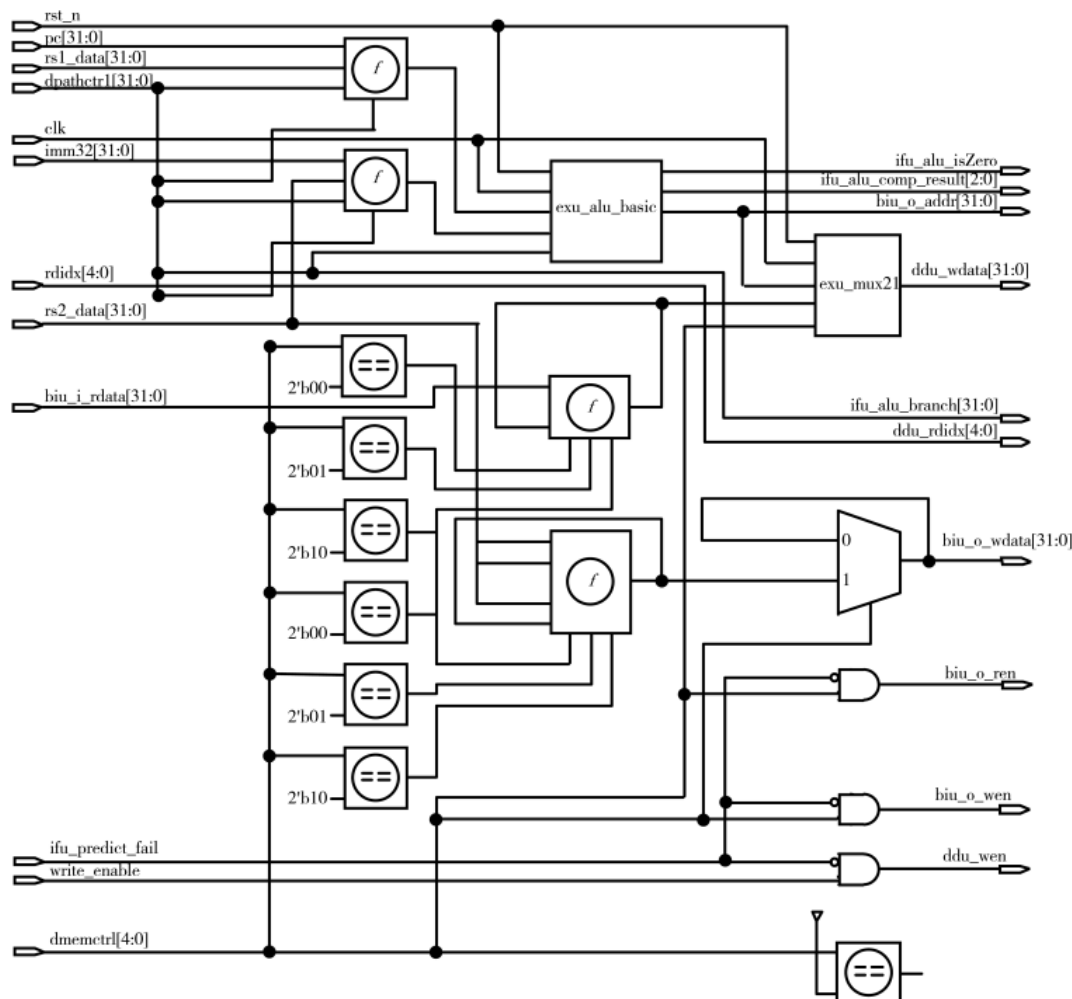 rst_n
pc[31:0]
rs1_data[31:0]
dpathctr1[31:0]
f
clk
imm32[31:0]
f
exu_alu_basic
ifu_alu_isZero
ifu_alu_comp_result[2:0]
biu_o_addr[31:0]
rdidx[4:0]
exu_mux21
ddu_wdata[31:0]
rs2_data[31:0]
==
2'b00
biu_i_rdata[31:0]
f
ifu_alu_branch[31:0]
ddu_rdidx[4:0]
==
2'b01
==
2'b10
0
biu_o_wdata[31:0]
f
1
==
2'b00
==
2'b01
biu_o_ren
==
2'b10
biu_o_wen
ifu_predict_fail
write_enable
ddu_wen
dmemctrl[4:0]
==